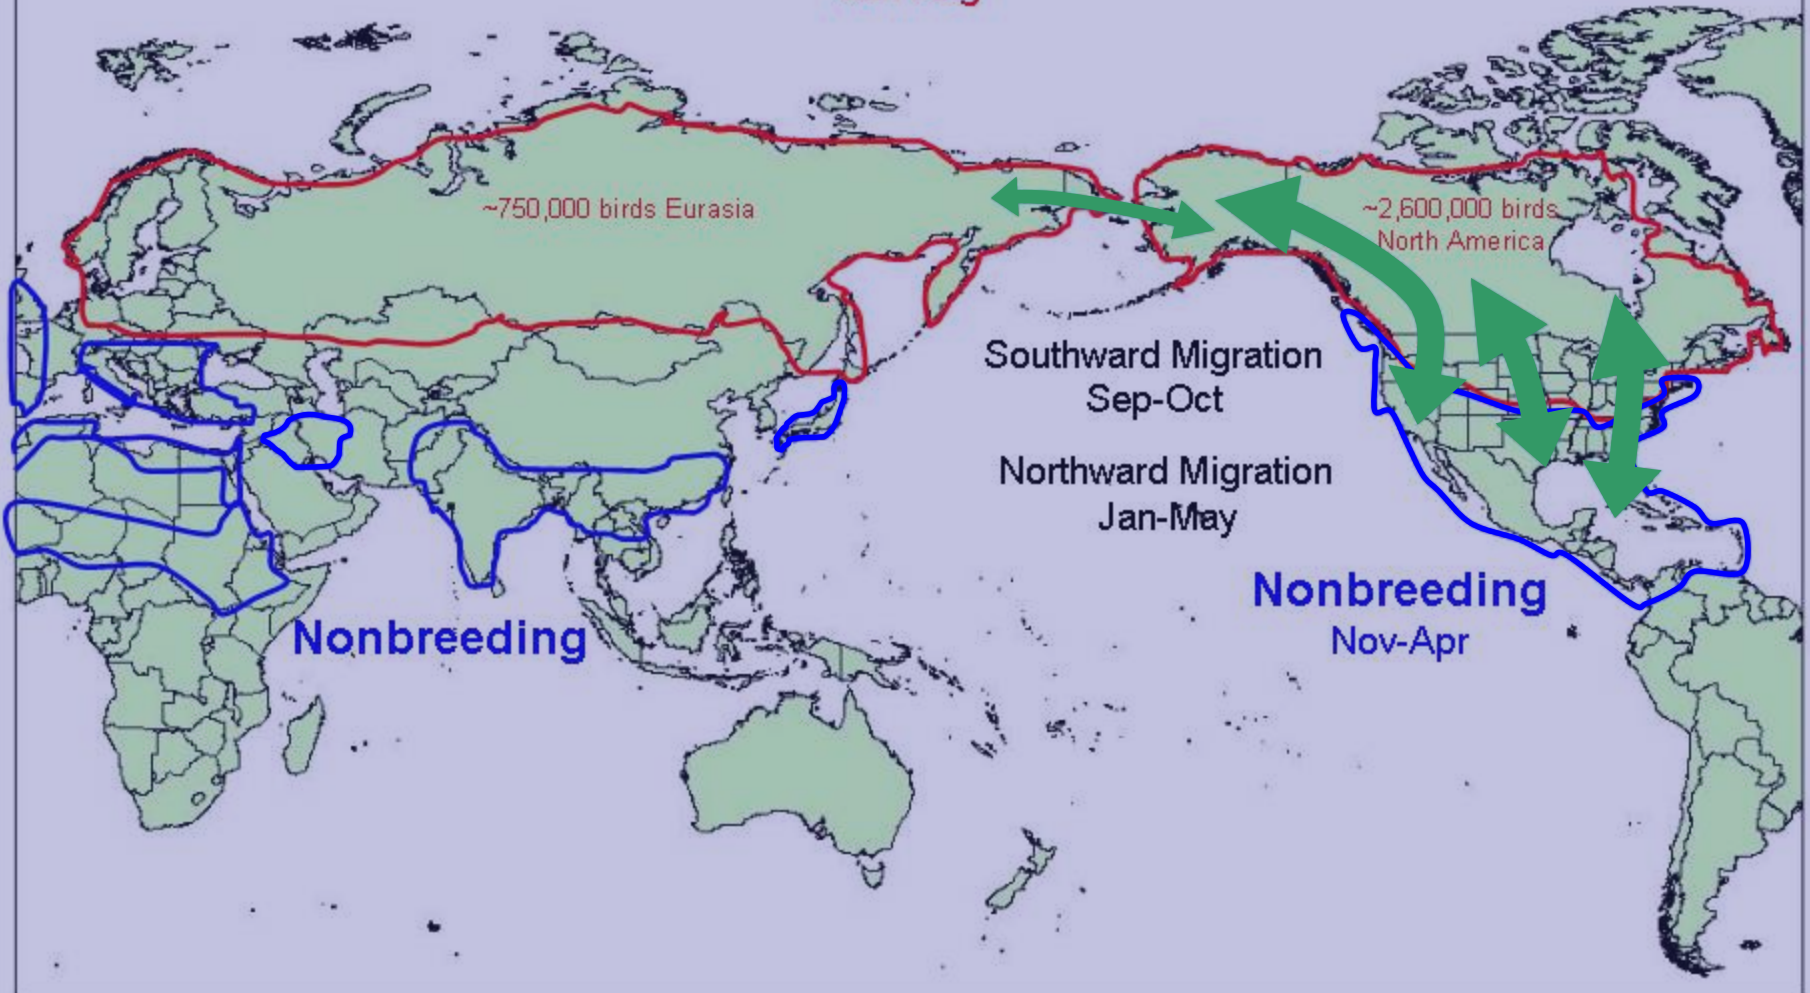 ~750,000 birds Eurasia
~2,600,000 birds
North America
Southward Migration
Sep-Oct
Northward Migration
Jan-May
Nonbreeding
Nov-Apr
Nonbreeding